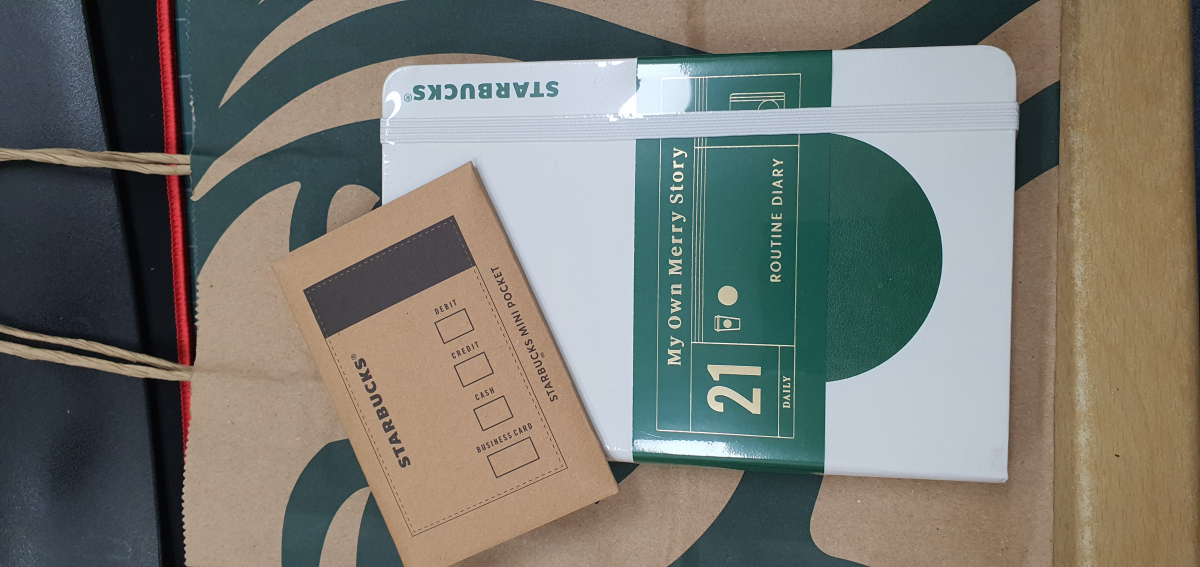 STARBUCKS®
My Own Merry Story
ROUTINE DIARY
21
DAILY
STARBUCKS®
DEBIT
CREDIT
CASH
BUSINESS CARD
STARBUCKS® MINI POCKET